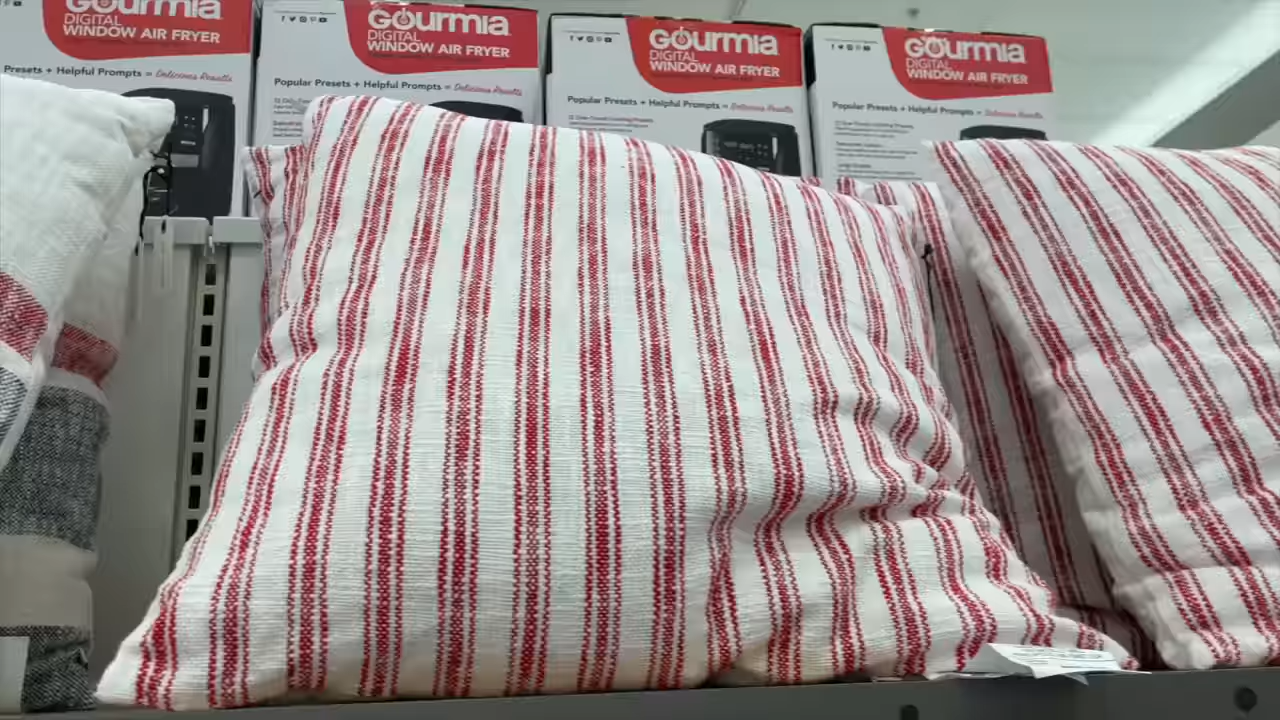 GOURMIA
DIGITAL
WINDOW AIR FRYER
Presets + Helpful Prompts = Delicious Results
GOURMIA
DIGITAL
WINDOW AIR FRYER
Popular Presets + Helpful Prompts = Delicious Results
GOURMIA
DIGITAL
WINDOW AIR FRYER
Popular Presets + Helpful Prompts = Delicious Results
GOURMIA
DIGITAL
WINDOW AIR FRYER
Popular Presets + Helpful Prompts = Delicious Results